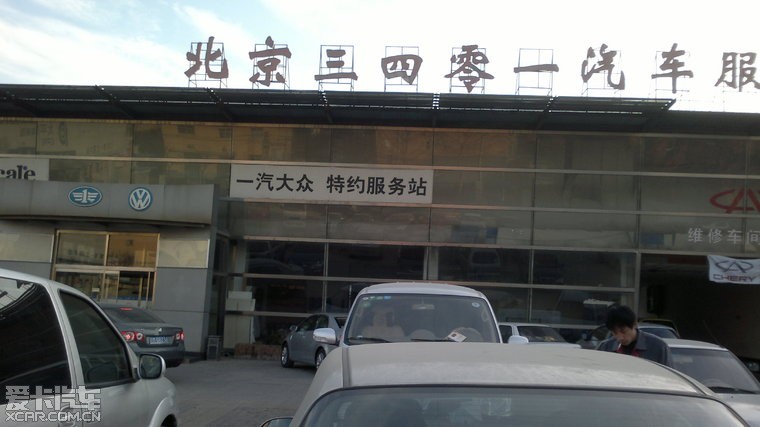 北京三四零一汽车服
cafe
一汽大众 特约服务站
维修车间
CHERY
爱卡汽车
XCAR.COM.CN